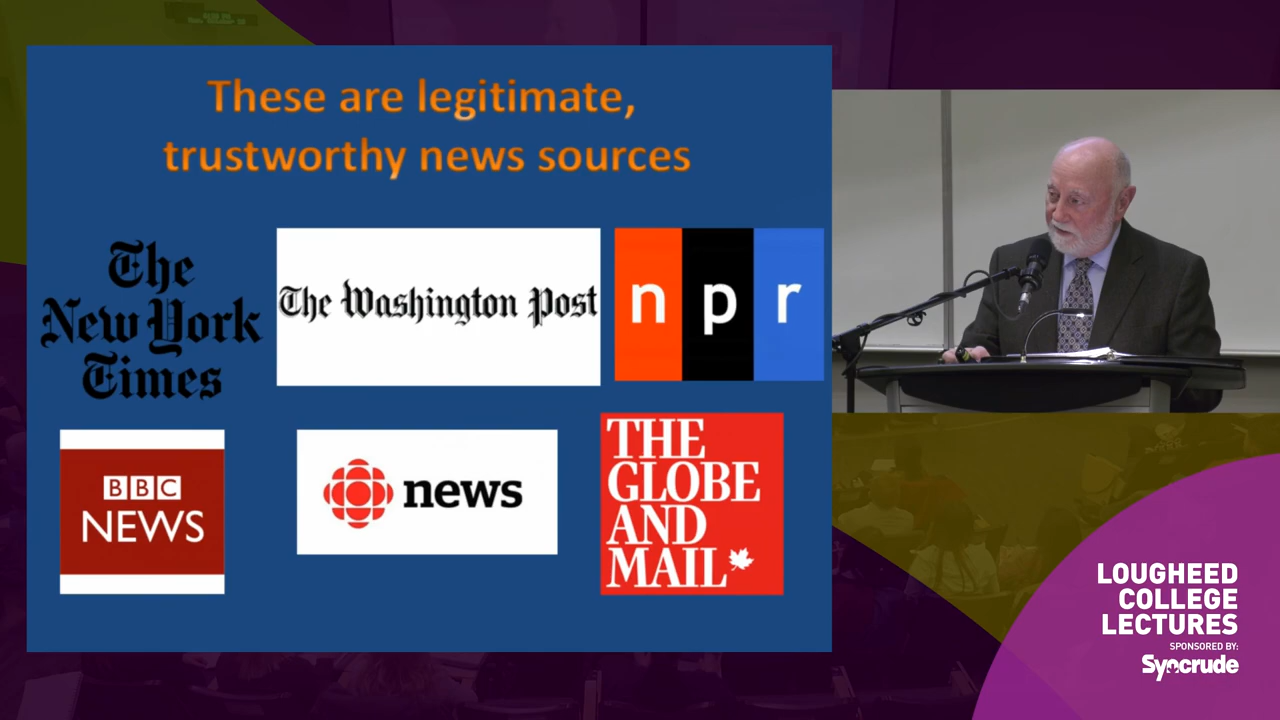 These are legitimate,
trustworthy news sources
The
New York
Times
The Washington Post
npr
BBC
NEWS
news
THE
GLOBE
AND
MAIL
LOUGHEED
COLLEGE
LECTURES
SPONSORED BY:
Syncrude